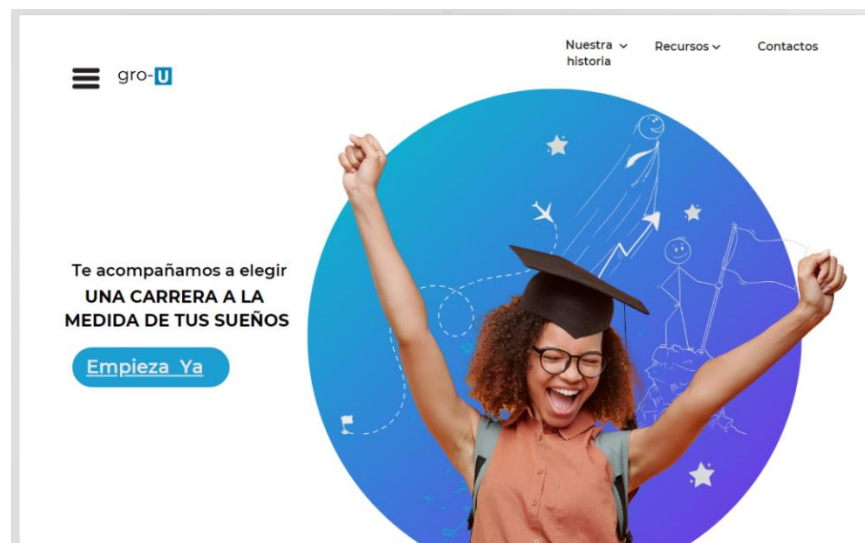 Nuestra
historia
Recursos
Contactos
gro-U
Te acompañamos a elegir
UNA CARRERA A LA
MEDIDA DE TUS SUEÑOS
Empieza Ya